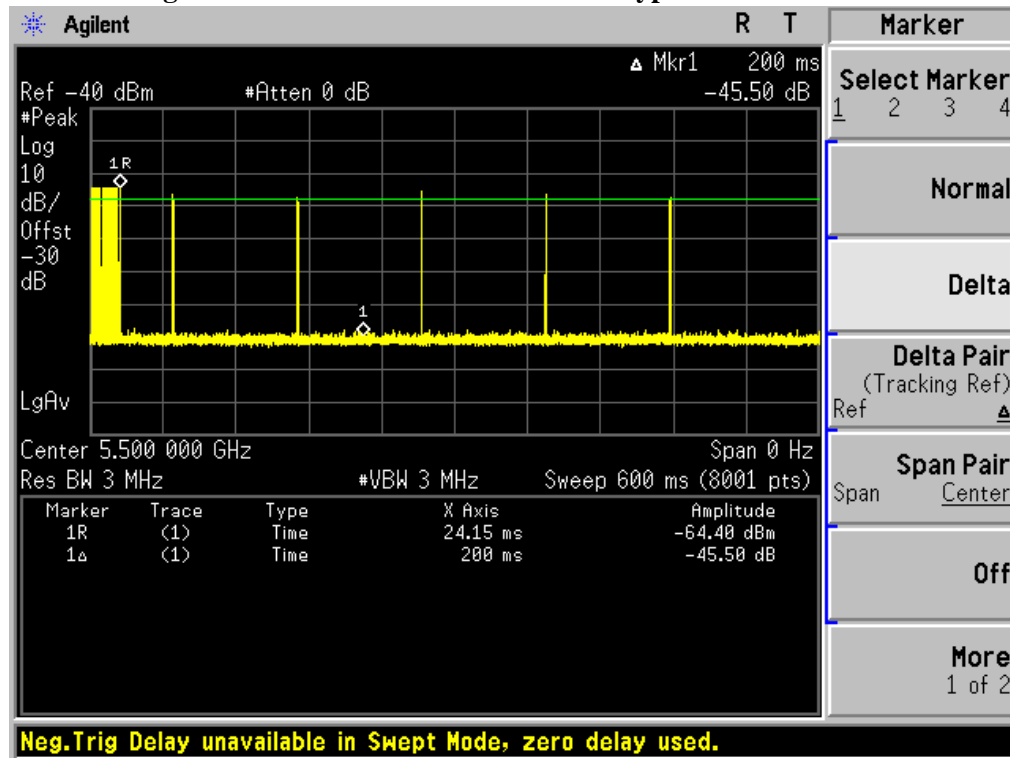 Agilent R T Marker
Δ Mkr1 200 ms
Ref -40 dBm #Atten 0 dB -45.50 dB
#Peak
Log
10
dB/
Offst
-30
dB
1R
1
LgAv
Center 5.500 000 GHz Span 0 Hz
Res BW 3 MHz #VBW 3 MHz Sweep 600 ms (8001 pts)
Marker Trace Type X Axis Amplitude
1R (1) Time 24.15 ms -64.40 dBm
1Δ (1) Time 200 ms -45.50 dB
Select Marker
1 2 3 4
Normal
Delta
Delta Pair
(Tracking Ref)
Ref Δ
Span Pair
Span Center
Off
More
1 of 2
Neg.Trig Delay unavailable in Swept Mode, zero delay used.